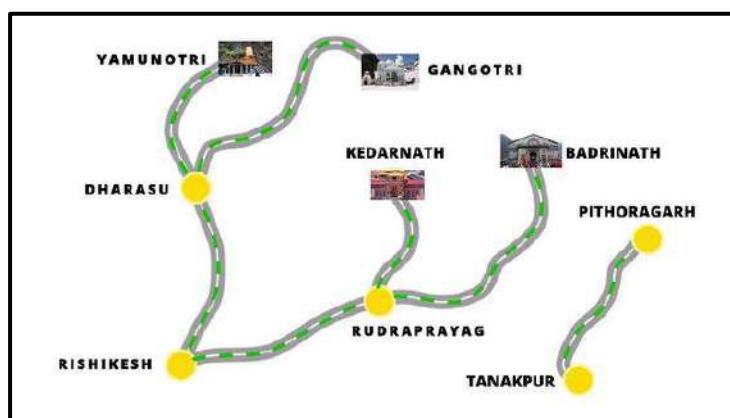 YAMUNOTRI
GANGOTRI
KEDARNATH
BADRINATH
DHARASU
PITHORAGARH
RUDRAPRAYAG
RISHIKESH
TANAKPUR